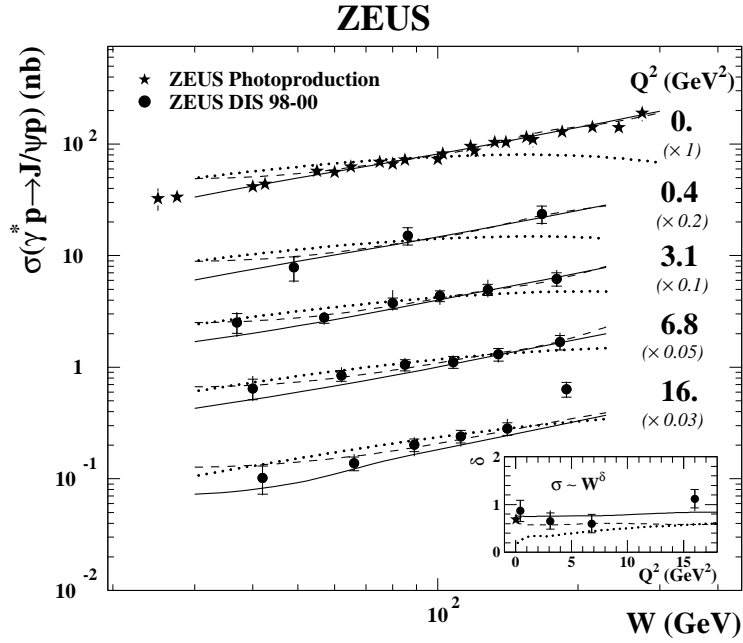 ZEUS
σ(γ* p→J/ψp) (nb)
ZEUS Photoproduction
ZEUS DIS 98-00
Q² (GeV²)
0.
(× 1)
0.4
(× 0.2)
3.1
(× 0.1)
6.8
(× 0.05)
16.
(× 0.03)
10²
10
1
10⁻¹
10⁻²
10²
W (GeV)
δ
2
1
0
σ ~ W^δ
0 5 10 15
Q² (GeV²)